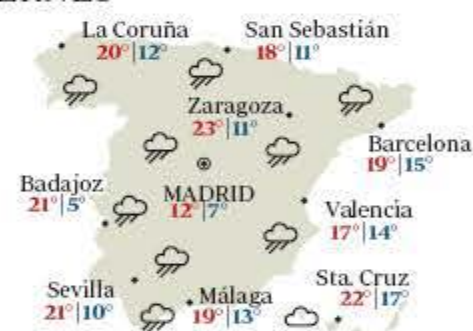 La Coruña
20°|12°
San Sebastián
18°|11°
Zaragoza
23°|11°
Barcelona
19°|15°
Badajoz
21°|5°
MADRID
12°|7°
Valencia
17°|14°
Sevilla
21°|10°
Málaga
19°|13°
Sta. Cruz
22°|17°